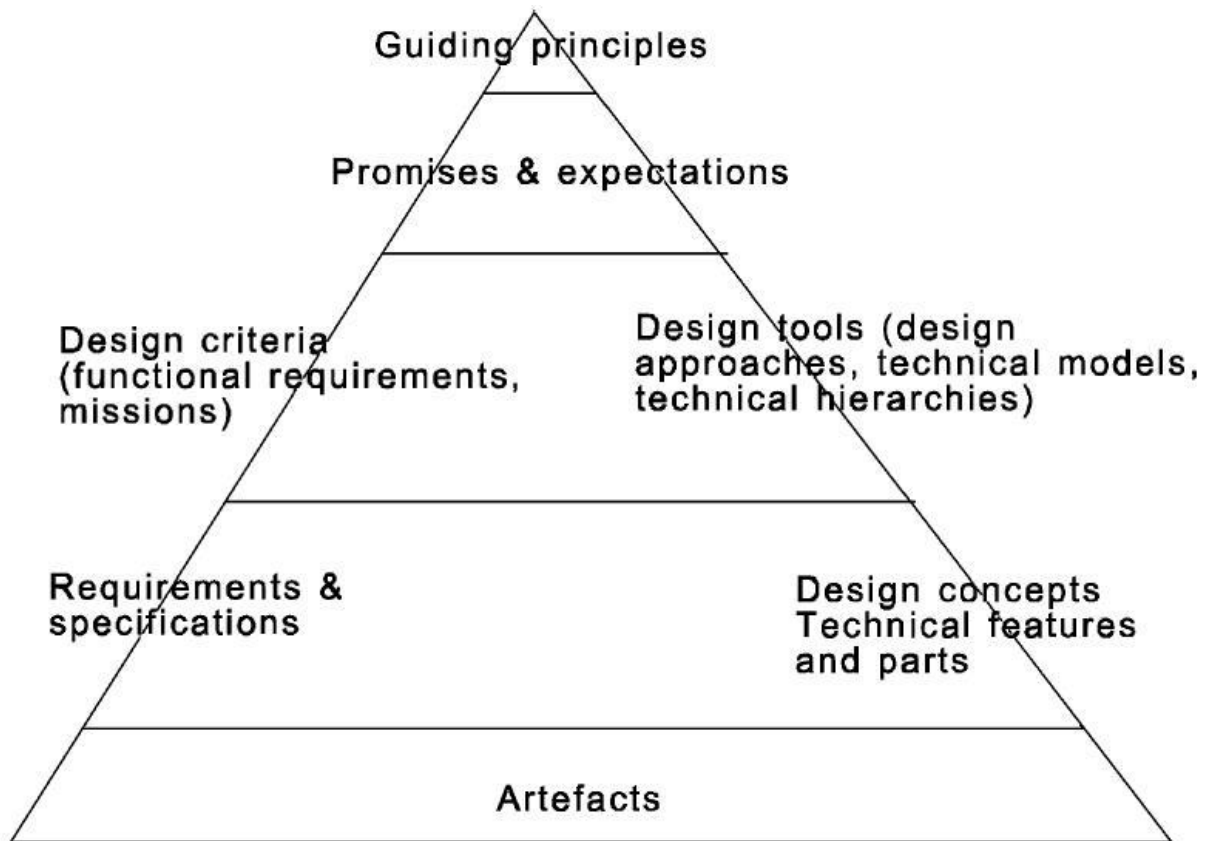 Guiding principles
Promises & expectations
Design criteria
(functional requirements,
missions)
Design tools (design
approaches, technical models,
technical hierarchies)
Requirements &
specifications
Design concepts
Technical features
and parts
Artefacts